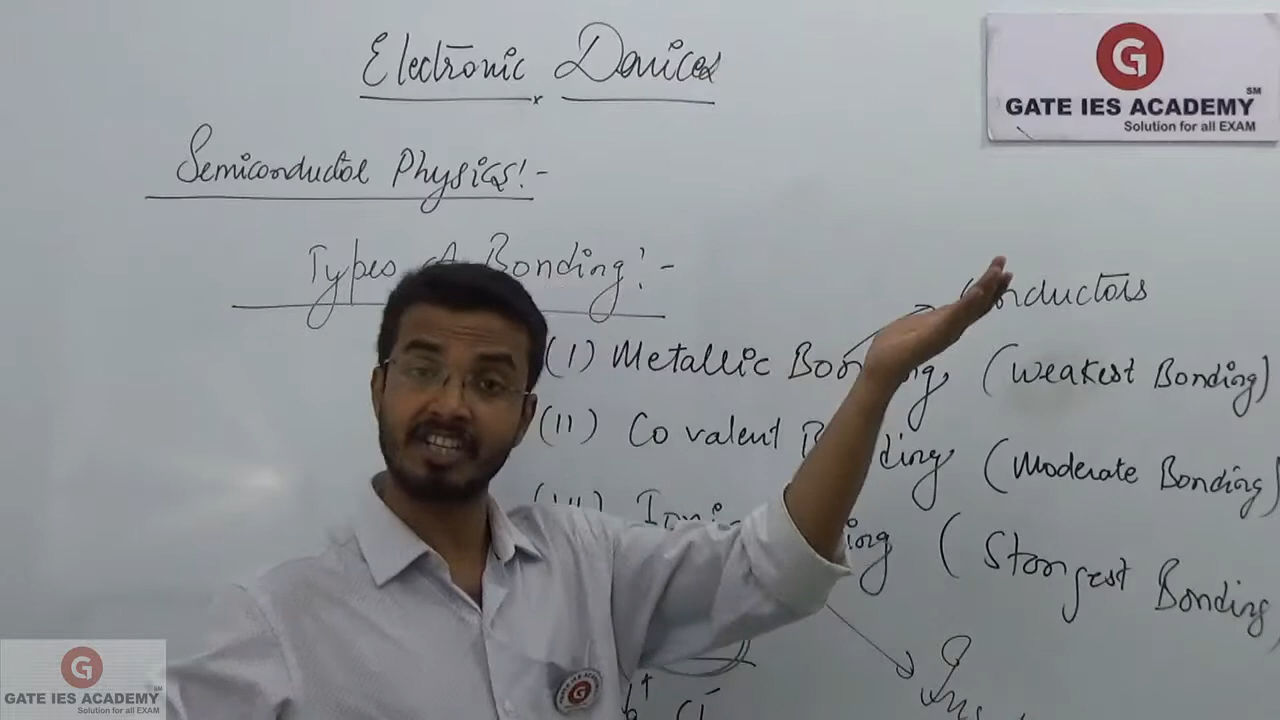 Electronic Devices
G
GATE IES ACADEMY SM
Solution for all EXAM
Semiconductor Physics:-
Types of Bonding:-
Conductors
(I) Metallic Bonding (Weakest Bonding)
(II) Covalent Bonding (Moderate Bonding)
(III) Ionic Bonding (Strongest Bonding)
G
GATE IES ACADEMY SM
Solution for all EXAM
G
Cl-